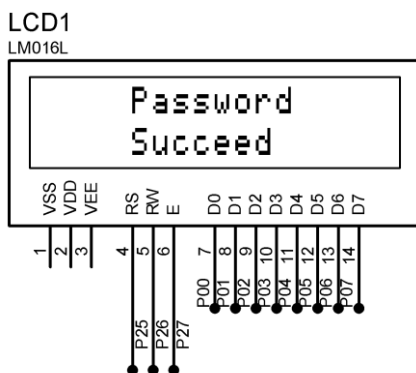 LCD1
LM016L
Password
Succeed
VSS VDD VEE RS RW E D0 D1 D2 D3 D4 D5 D6 D7
1 2 3 4 5 6 7 8 9 10 11 12 13 14
P25 P26 P27 P00 P01 P02 P03 P04 P05 P06 P07